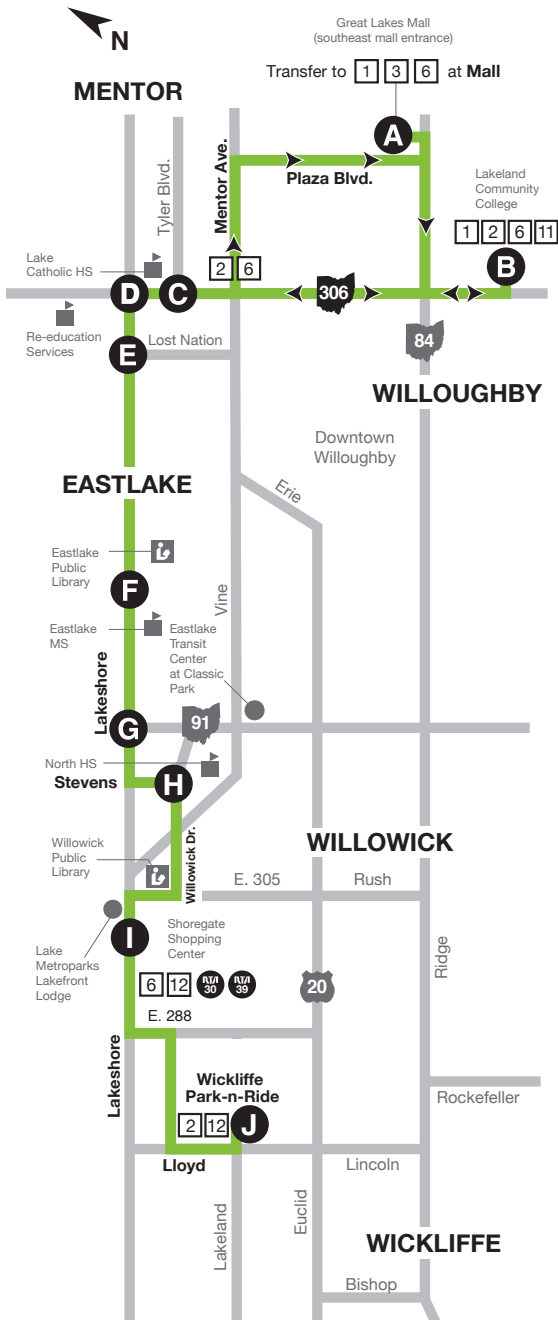 N
Great Lakes Mall
(southeast mall entrance)
Transfer to 1 3 6 at Mall
MENTOR
A
Tyler Blvd.
Mentor Ave.
Plaza Blvd.
Lakeland
Community
College
1 2 6 11
B
Lake
Catholic HS
2 6
D
C
306
Re-education
Services
E
Lost Nation
84
WILLOUGHBY
Downtown
Willoughby
EASTLAKE
Erie
Eastlake
Public
Library
F
Vine
Eastlake
MS
Eastlake
Transit
Center
at Classic
Park
Lakeshore
G
91
North HS
Stevens
H
Willowick Dr.
WILLOWICK
Willowick
Public
Library
E. 305
Rush
I
Shoregate
Shopping
Center
Lake
Metroparks
Lakefront
Lodge
Ridge
6 12 RTA 30 RTA 39
20
E. 288
Lakeshore
Wickliffe
Park-n-Ride
Rockefeller
2 12
J
Lloyd
Lincoln
Lakeland
Euclid
WICKLIFFE
Bishop